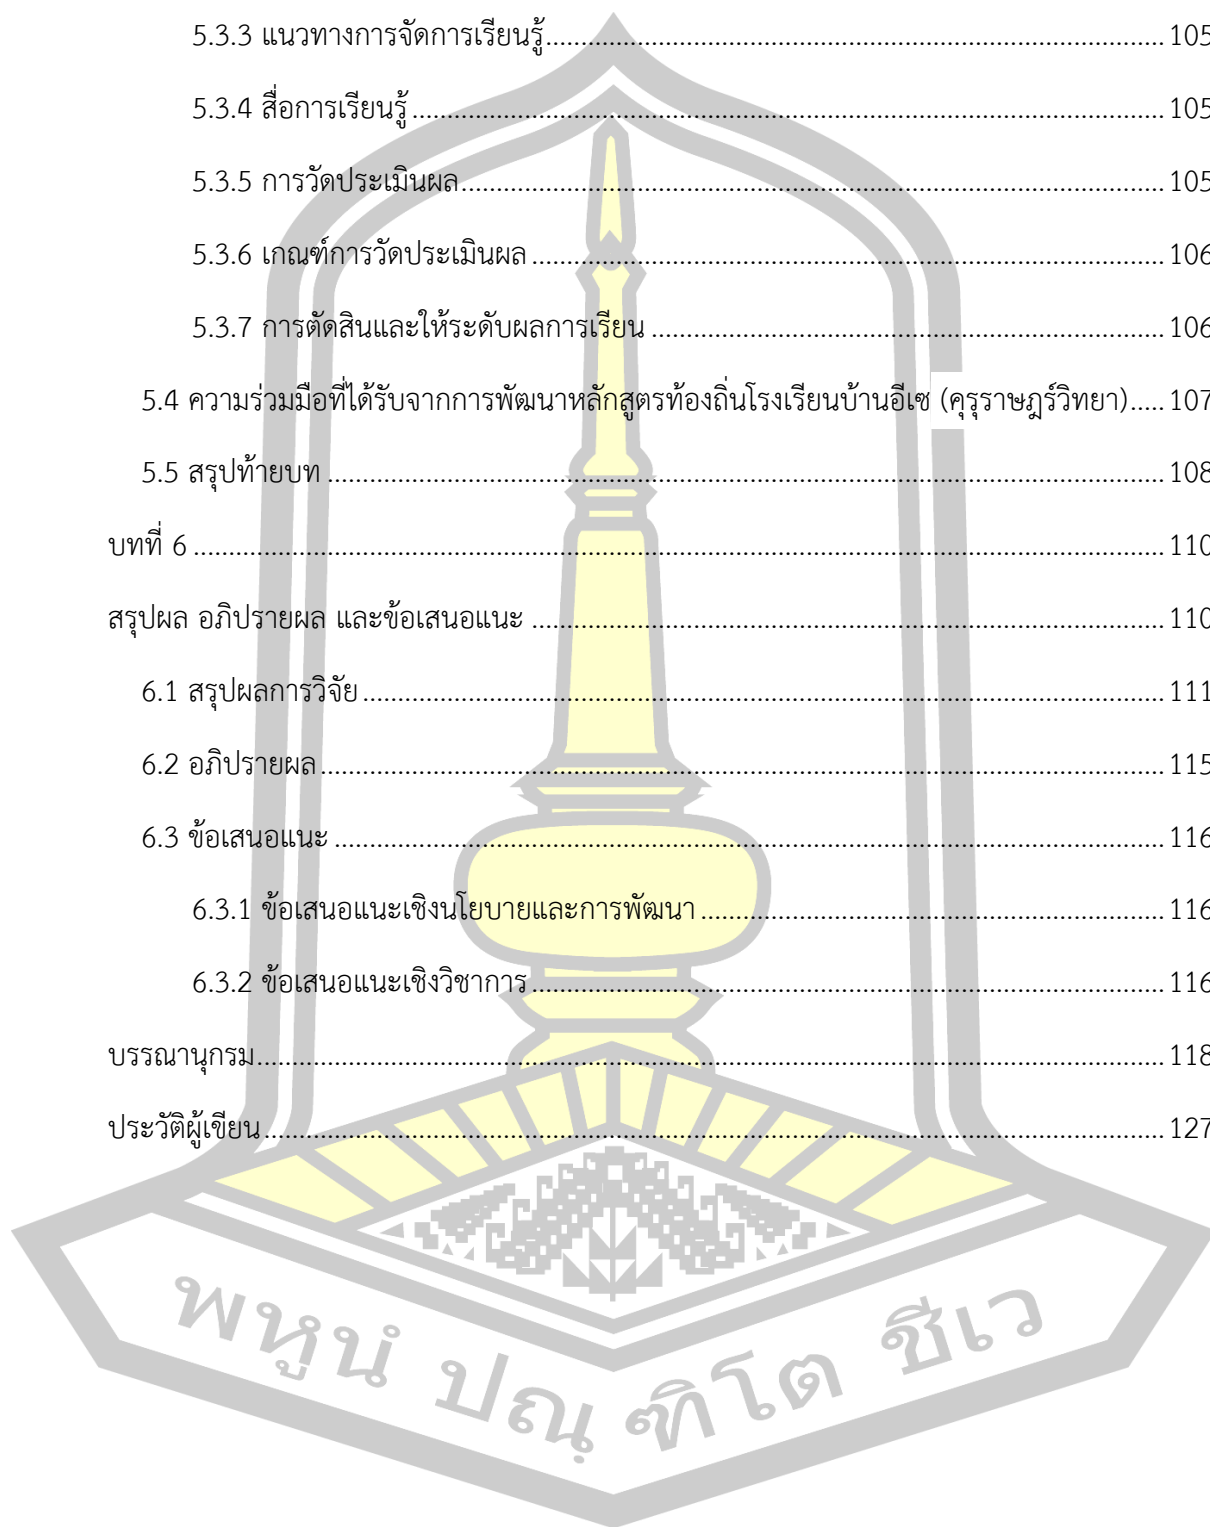 5.3.3 แนวทางการจัดการเรียนรู้ 105
5.3.4 สื่อการเรียนรู้ 105
5.3.5 การวัดประเมินผล 105
5.3.6 เกณฑ์การวัดประเมินผล 106
5.3.7 การตัดสินและให้ระดับผลการเรียน 106
5.4 ความร่วมมือที่ได้รับจากการพัฒนาหลักสูตรท้องถิ่นโรงเรียนบ้านอีเซ (คุรุราษฎร์วิทยา) 107
5.5 สรุปท้ายบท 108
บทที่ 6 110
สรุปผล อภิปรายผล และข้อเสนอแนะ 110
6.1 สรุปผลการวิจัย 111
6.2 อภิปรายผล 115
6.3 ข้อเสนอแนะ 116
6.3.1 ข้อเสนอแนะเชิงนโยบายและการพัฒนา 116
6.3.2 ข้อเสนอแนะเชิงวิชาการ 116
บรรณานุกรม 118
ประวัติผู้เขียน 127
พหูนํ ปณฺฑิโต ชีเว